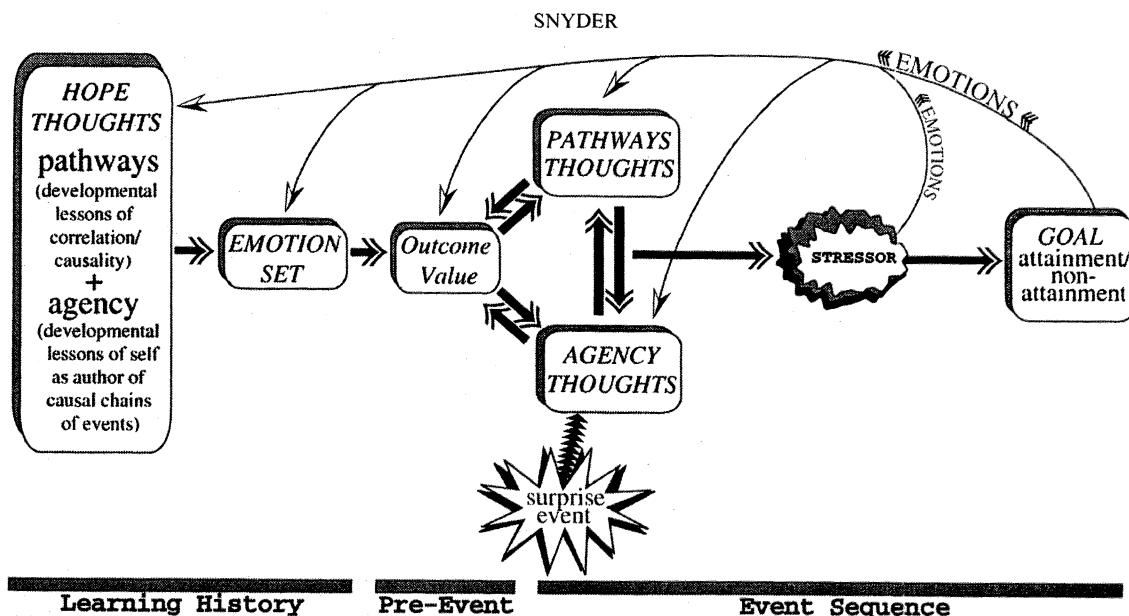 SNYDER
HOPE
THOUGHTS
pathways
(developmental
lessons of
correlation/
causality)
+
agency
(developmental
lessons of self
as author of
causal chains
of events)
EMOTION
SET
Outcome
Value
PATHWAYS
THOUGHTS
AGENCY
THOUGHTS
surprise
event
STRESSOR
EMOTIONS
EMOTIONS
GOAL
attainment/
non-
attainment
Learning History
Pre-Event
Event Sequence